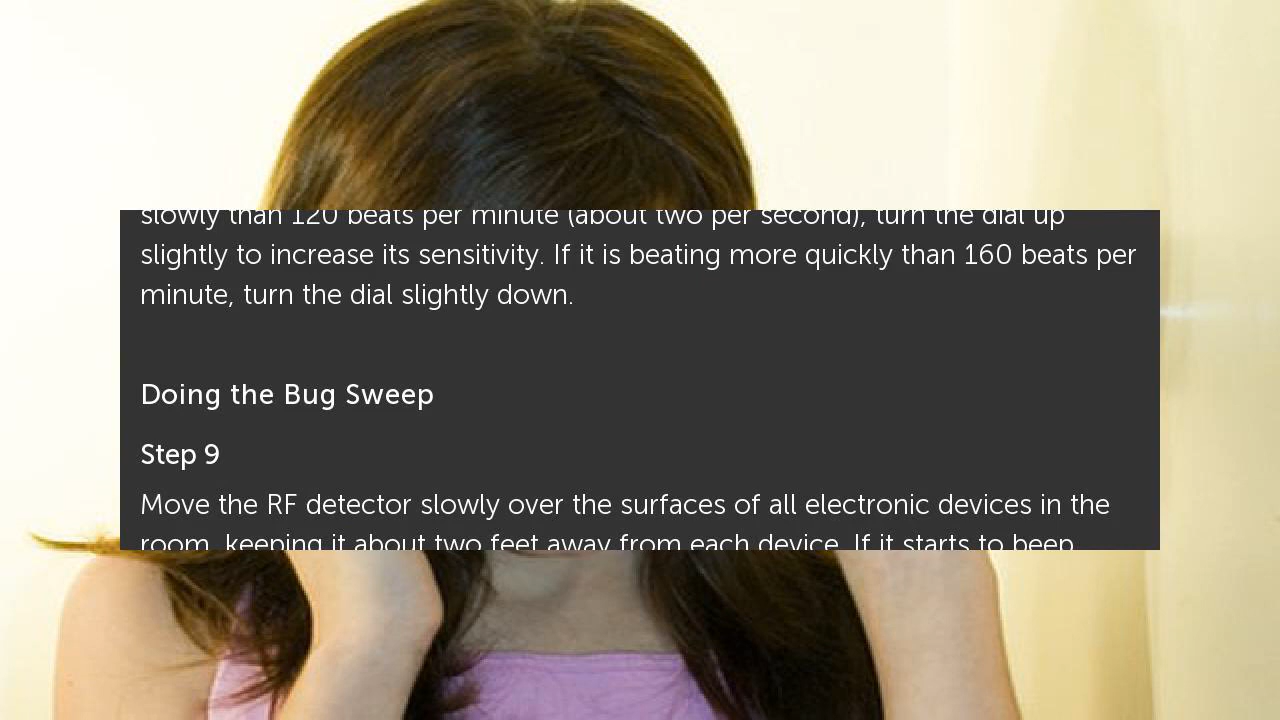 slowly than 120 beats per minute (about two per second), turn the dial up
slightly to increase its sensitivity. If it is beating more quickly than 160 beats per
minute, turn the dial slightly down.
Doing the Bug Sweep
Step 9
Move the RF detector slowly over the surfaces of all electronic devices in the
room, keeping it about two feet away from each device. If it starts to beep